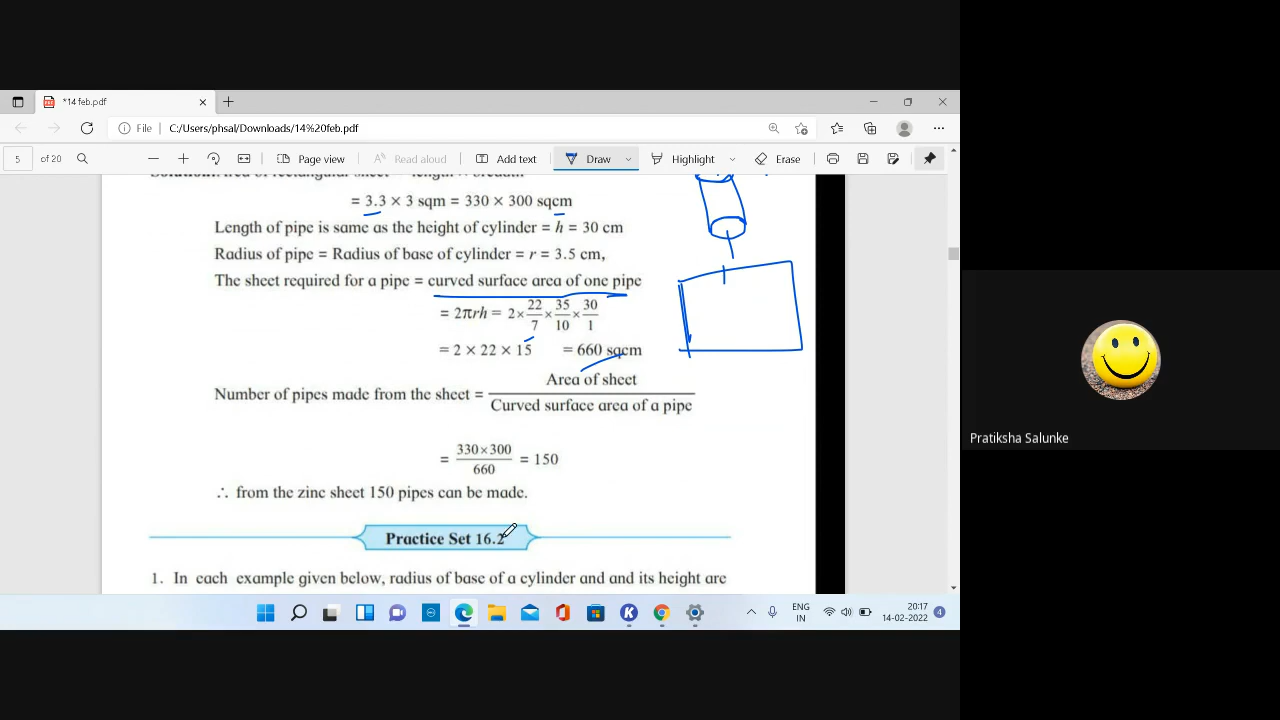 *14 feb.pdf
File C:/Users/phsal/Downloads/14%20feb.pdf
5 of 20 Page view Read aloud Add text Draw Highlight Erase
= 3.3 × 3 sqm = 330 × 300 sqcm
Length of pipe is same as the height of cylinder = h = 30 cm
Radius of pipe = Radius of base of cylinder = r = 3.5 cm,
The sheet required for a pipe = curved surface area of one pipe
= 2πrh = 2 × 22/7 × 35/10 × 30/1
= 2 × 22 × 15 = 660 sqcm
Number of pipes made from the sheet = Area of sheet / Curved surface area of a pipe
= 330×300 / 660 = 150
∴ from the zinc sheet 150 pipes can be made.
Practice Set 16.2
1. In each example given below, radius of base of a cylinder and and its height are
ENG
IN
20:17
14-02-2022
4
Pratiksha Salunke